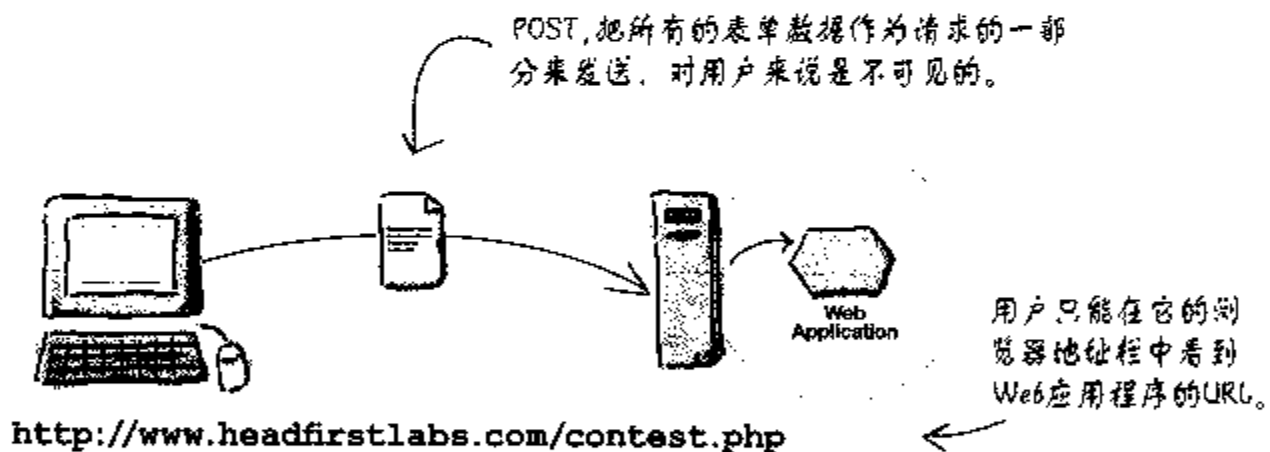 POST,把所有的表单数据作为请求的一部
分来发送、对用户来说是不可见的。
Web
Application
用户只能在它的浏
览器地址栏中看到
Web应用程序的URL。
http://www.headfirstlabs.com/contest.php